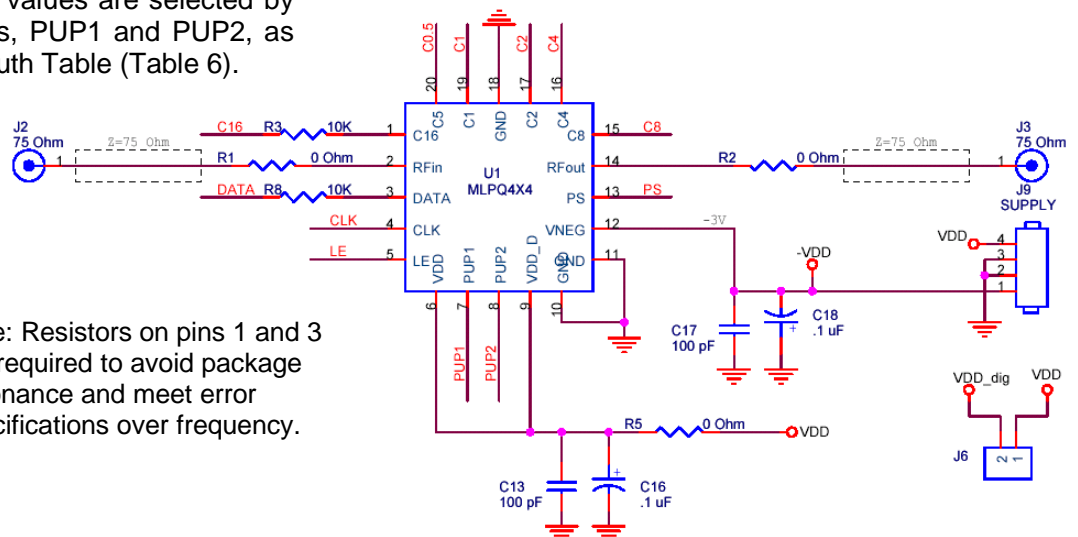 values are selected by
s, PUP1 and PUP2, as
uth Table (Table 6).
C0.5
C1
C2
C4
20
19
18
17
16
C5
C1
GND
C2
C4
J2
75 Ohm
1
Z=75 Ohm
C16
R3
10K
1
C16
R1
0 Ohm
2
RFin
DATA
R8
10K
3
DATA
CLK
4
CLK
LE
5
LE
U1
MLPQ4X4
C8
15
C8
RFout
14
R2
0 Ohm
Z=75 Ohm
1
J3
75 Ohm
PS
13
PS
VNEG
12
-3V
GND
11
VDD
PUP1
PUP2
VDD_D
GND
6
7
8
9
10
PUP1
PUP2
J9
SUPPLY
VDD
4
3
2
1
-VDD
C17
100 pF
C18
.1 uF
+
e: Resistors on pins 1 and 3
required to avoid package
onance and meet error
cifications over frequency.
R5
0 Ohm
VDD
C13
100 pF
+
C16
.1 uF
VDD_dig
VDD
J6
2
1